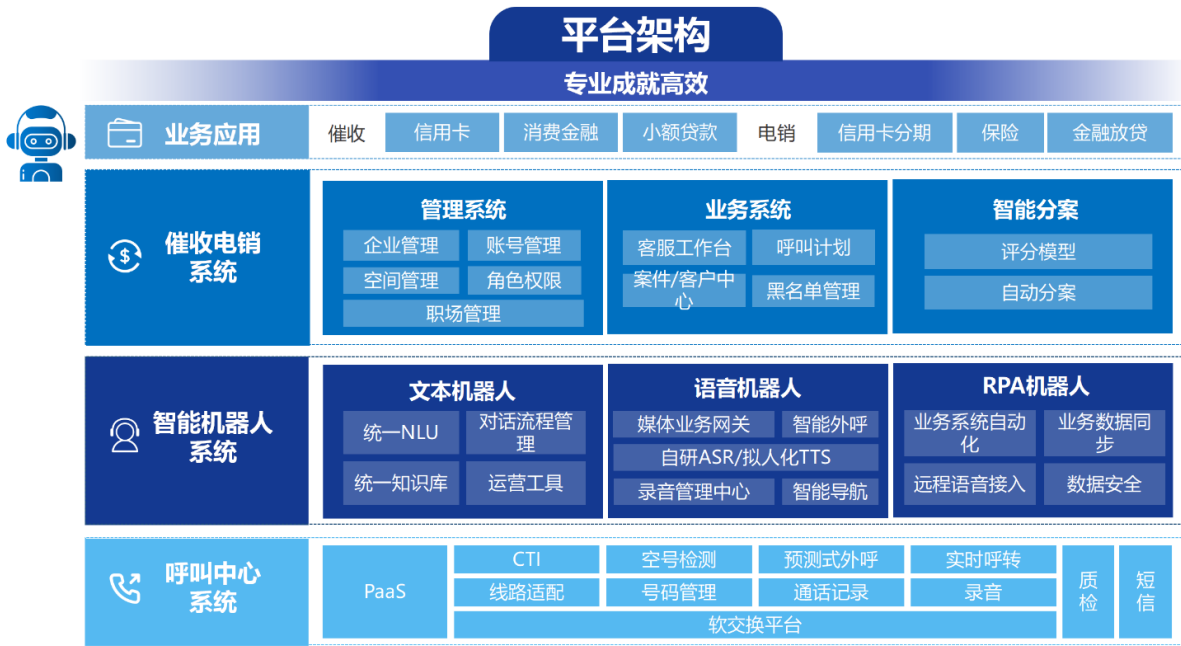 平台架构
专业成就高效
业务应用
催收
信用卡
消费金融
小额贷款
电销
信用卡分期
保险
金融放贷
催收电销
系统
管理系统
企业管理
账号管理
空间管理
角色权限
职场管理
业务系统
客服工作台
呼叫计划
案件/客户中
心
黑名单管理
智能分案
评分模型
自动分案
智能机器人
系统
文本机器人
统一NLU
对话流程管
理
统一知识库
运营工具
语音机器人
媒体业务网关
智能外呼
自研ASR/拟人化TTS
录音管理中心
智能导航
RPA机器人
业务系统自动
化
业务数据同
步
远程语音接入
数据安全
呼叫中心
系统
PaaS
CTI
空号检测
预测式外呼
实时呼转
线路适配
号码管理
通话记录
录音
软交换平台
质
检
短
信